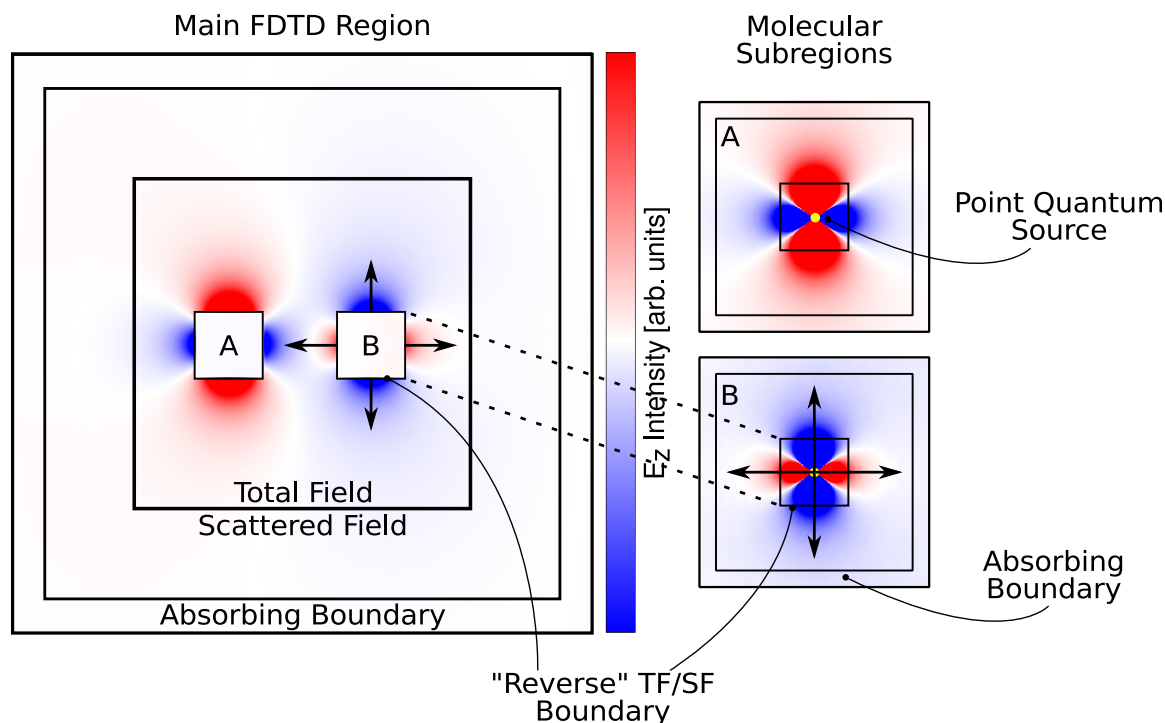 Main FDTD Region
Molecular
Subregions
A
B
Total Field
Scattered Field
Absorbing Boundary
Ez Intensity [arb. units]
A
Point Quantum
Source
B
Absorbing
Boundary
"Reverse" TF/SF
Boundary